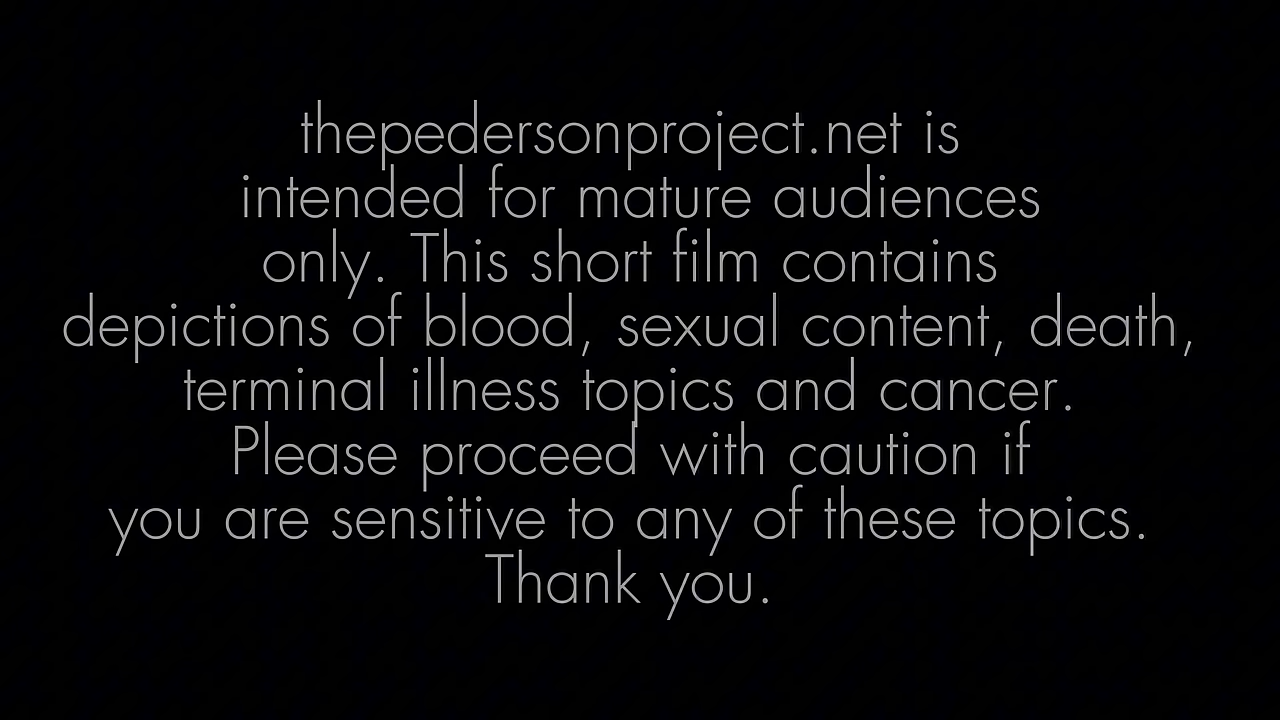 thepedersonproject.net is
intended for mature audiences
only. This short film contains
depictions of blood, sexual content, death,
terminal illness topics and cancer.
Please proceed with caution if
you are sensitive to any of these topics.
Thank you.